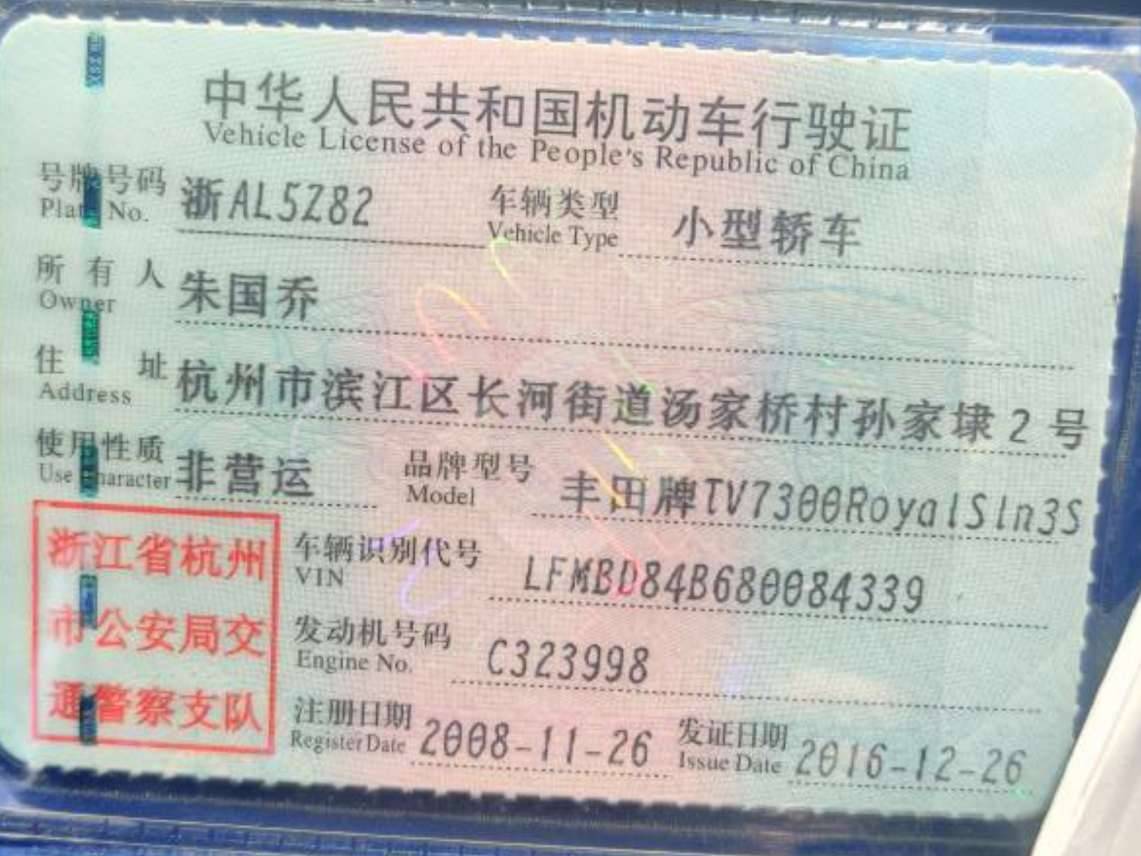 中华人民共和国机动车行驶证
Vehicle License of the People's Republic of China
号牌号码 浙AL5Z82 车辆类型 小型轿车
Plate No. Vehicle Type
所有人 朱国乔
Owner
住址 杭州市滨江区长河街道汤家桥村孙家埭2号
Address
使用性质 非营运 品牌型号 丰田牌TV7300RoyalSln3S
Use Character Model
浙江省杭州
市公安局交
通警察支队
车辆识别代号 LFMBD84B680084339
VIN
发动机号码 C323998
Engine No.
注册日期 2008-11-26 发证日期 2016-12-26
Register Date Issue Date